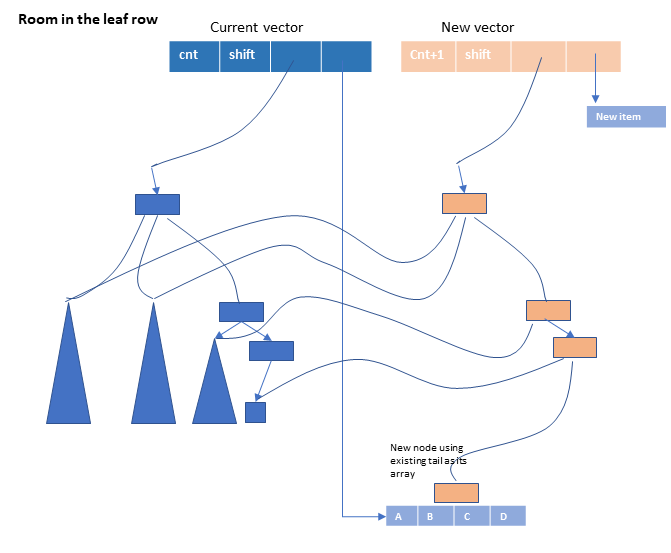 Room in the leaf row
Current vector
New vector
cnt shift
Cnt+1 shift
New item
New node using
existing tail as its
array
A B C D